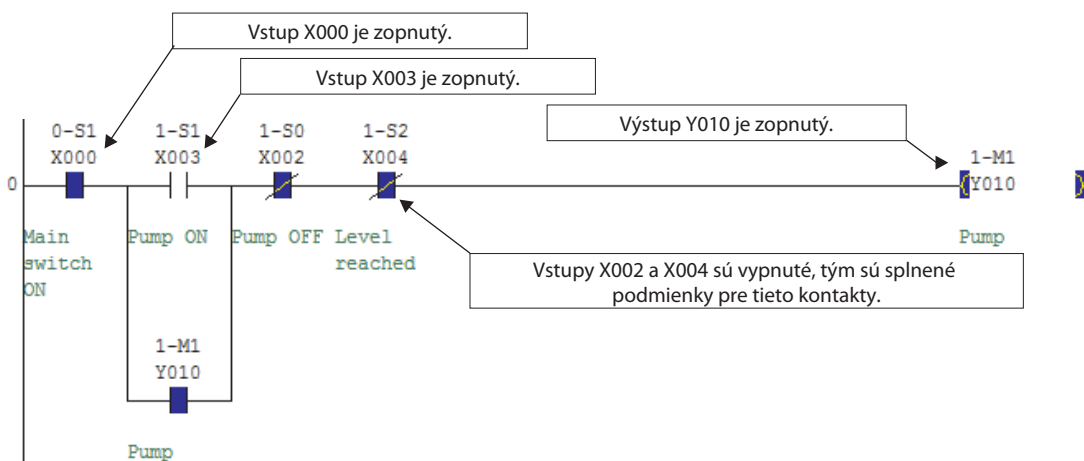 Vstup X000 je zopnutý.
Vstup X003 je zopnutý.
Výstup Y010 je zopnutý.
0-S1 1-S1 1-S0 1-S2 1-M1
X000 X003 X002 X004 Y010
0
Main Pump ON Pump OFF Level Pump
switch reached
ON
Vstupy X002 a X004 sú vypnuté, tým sú splnené
podmienky pre tieto kontakty.
1-M1
Y010
Pump